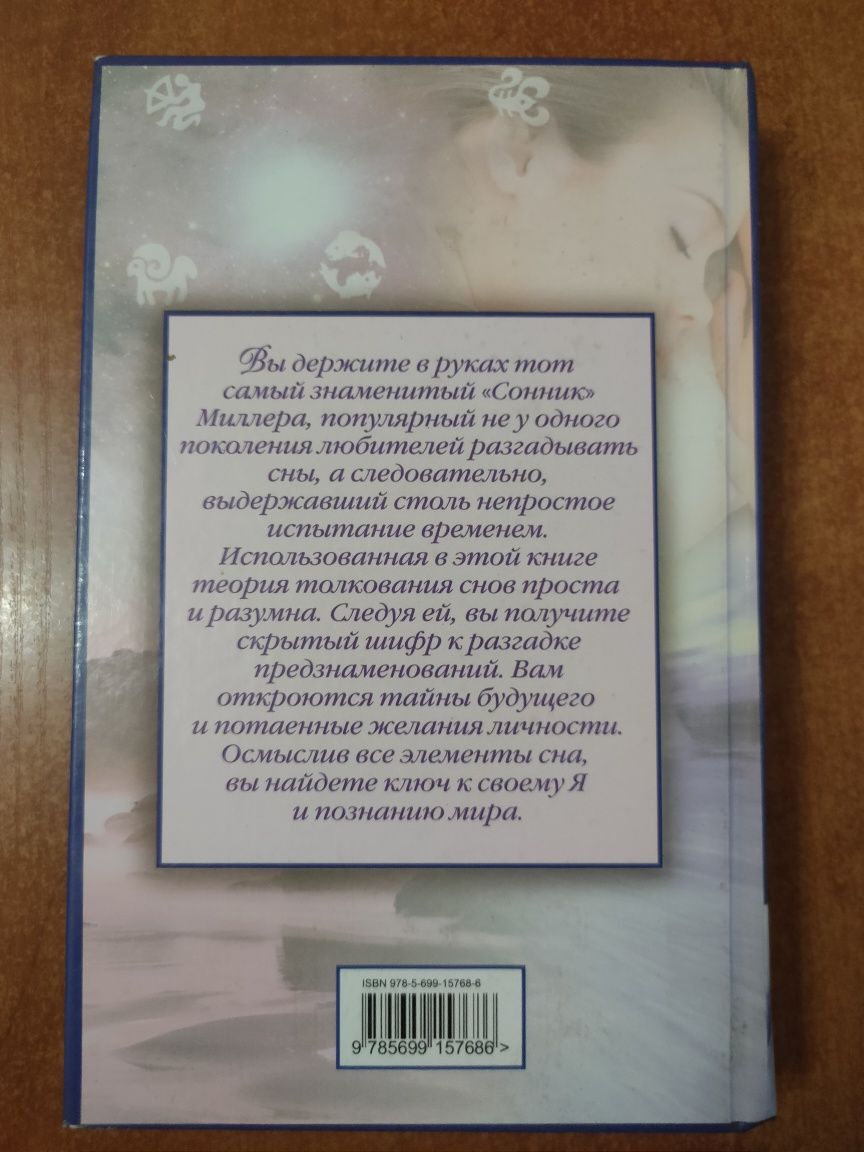 Вы держите в руках тот
самый знаменитый «Сонник»
Миллера, популярный не у одного
поколения любителей разгадывать
сны, а следовательно,
выдержавший столь непростое
испытание временем.
Использованная в этой книге
теория толкования снов проста
и разумна. Следуя ей, вы получите
скрытый шифр к разгадке
предзнаменований. Вам
откроются тайны будущего
и потаенные желания личности.
Осмыслив все элементы сна,
вы найдете ключ к своему Я
и познанию мира.
ISBN 978-5-699-15768-6
9 785699 157686 >